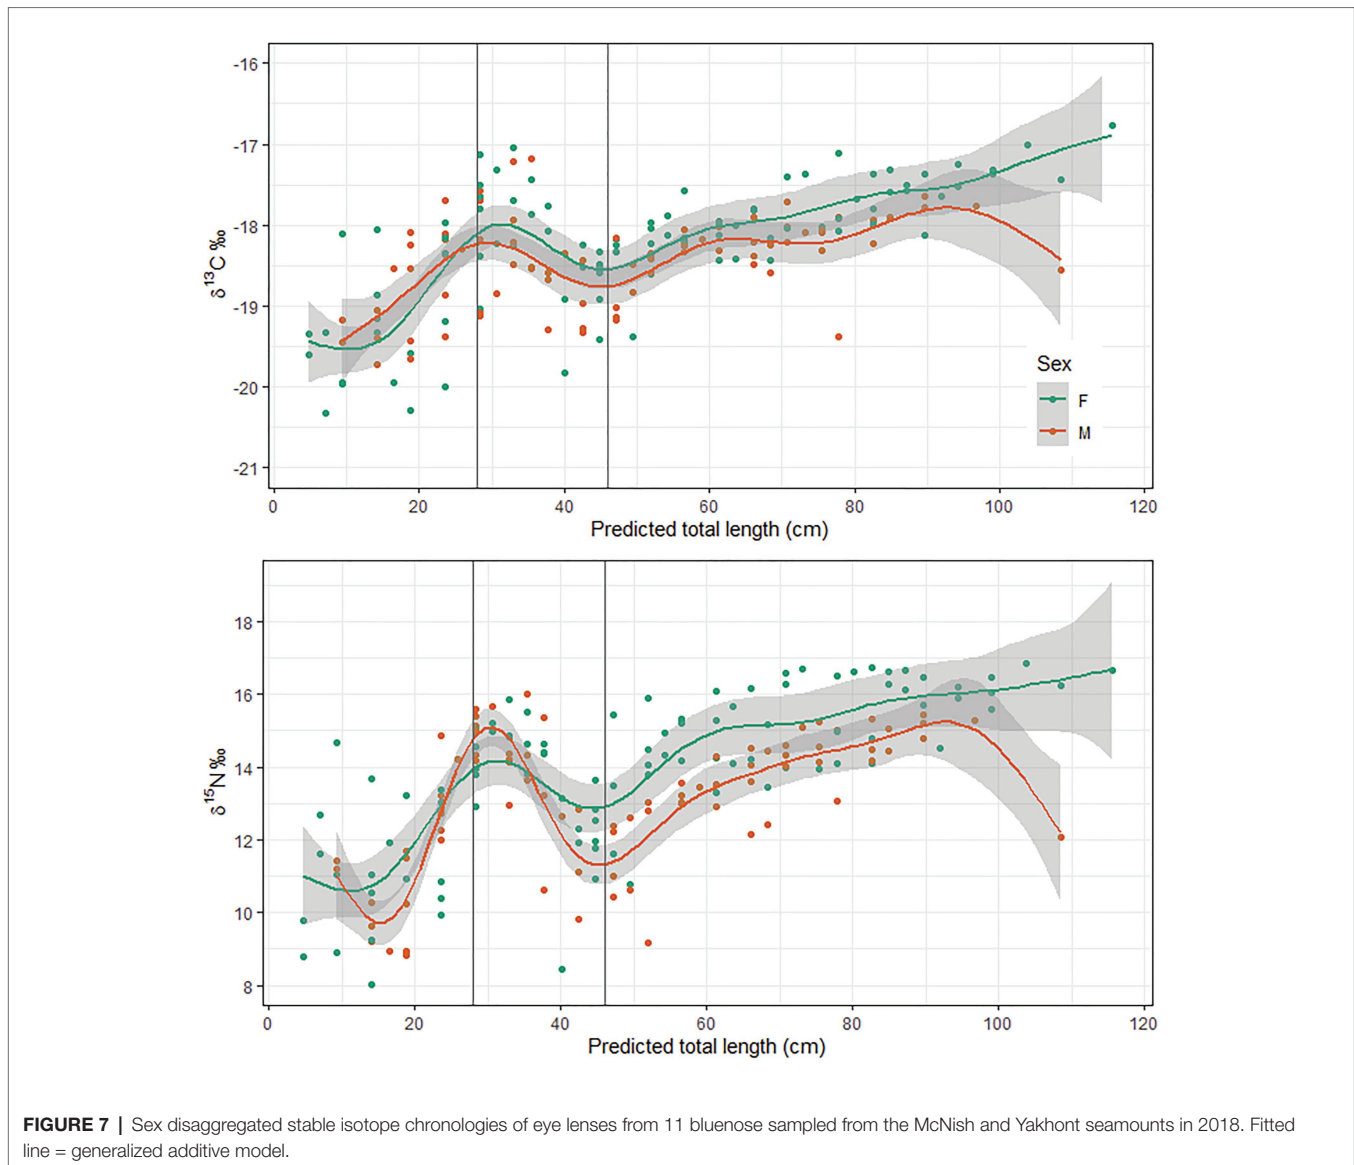 -16
-17
-18
-19
-20
-21
δ13C‰
0 20 40 60 80 100 120
Predicted total length (cm)
Sex
F
M
18
16
14
12
10
8
δ15N‰
0 20 40 60 80 100 120
Predicted total length (cm)
FIGURE 7 | Sex disaggregated stable isotope chronologies of eye lenses from 11 bluenose sampled from the McNish and Yakhont seamounts in 2018. Fitted
line = generalized additive model.